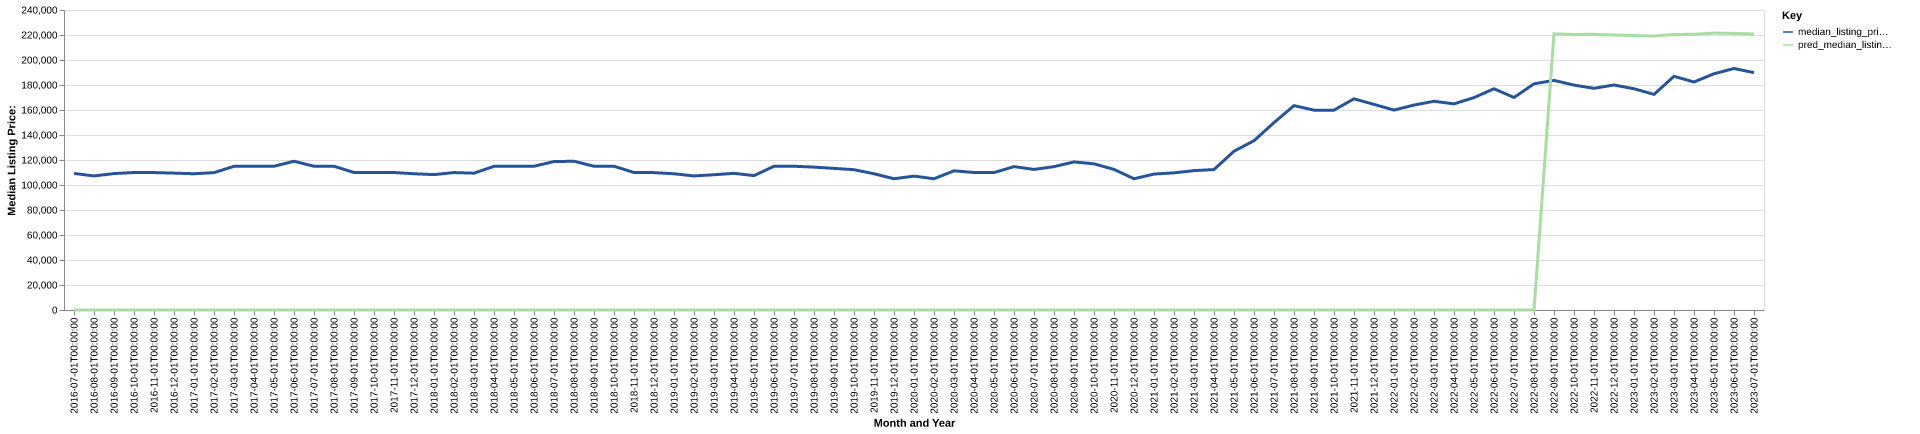 240,000
220,000
200,000
180,000
160,000
140,000
120,000
100,000
80,000
60,000
40,000
20,000
0
Median Listing Price:
2016-07-01T00:00:00
2016-08-01T00:00:00
2016-09-01T00:00:00
2016-10-01T00:00:00
2016-11-01T00:00:00
2016-12-01T00:00:00
2017-01-01T00:00:00
2017-02-01T00:00:00
2017-03-01T00:00:00
2017-04-01T00:00:00
2017-05-01T00:00:00
2017-06-01T00:00:00
2017-07-01T00:00:00
2017-08-01T00:00:00
2017-09-01T00:00:00
2017-10-01T00:00:00
2017-11-01T00:00:00
2017-12-01T00:00:00
2018-01-01T00:00:00
2018-02-01T00:00:00
2018-03-01T00:00:00
2018-04-01T00:00:00
2018-05-01T00:00:00
2018-06-01T00:00:00
2018-07-01T00:00:00
2018-08-01T00:00:00
2018-09-01T00:00:00
2018-10-01T00:00:00
2018-11-01T00:00:00
2018-12-01T00:00:00
2019-01-01T00:00:00
2019-02-01T00:00:00
2019-03-01T00:00:00
2019-04-01T00:00:00
2019-05-01T00:00:00
2019-06-01T00:00:00
2019-07-01T00:00:00
2019-08-01T00:00:00
2019-09-01T00:00:00
2019-10-01T00:00:00
2019-11-01T00:00:00
2019-12-01T00:00:00
2020-01-01T00:00:00
2020-02-01T00:00:00
2020-03-01T00:00:00
2020-04-01T00:00:00
2020-05-01T00:00:00
2020-06-01T00:00:00
2020-07-01T00:00:00
2020-08-01T00:00:00
2020-09-01T00:00:00
2020-10-01T00:00:00
2020-11-01T00:00:00
2020-12-01T00:00:00
2021-01-01T00:00:00
2021-02-01T00:00:00
2021-03-01T00:00:00
2021-04-01T00:00:00
2021-05-01T00:00:00
2021-06-01T00:00:00
2021-07-01T00:00:00
2021-08-01T00:00:00
2021-09-01T00:00:00
2021-10-01T00:00:00
2021-11-01T00:00:00
2021-12-01T00:00:00
2022-01-01T00:00:00
2022-02-01T00:00:00
2022-03-01T00:00:00
2022-04-01T00:00:00
2022-05-01T00:00:00
2022-06-01T00:00:00
2022-07-01T00:00:00
2022-08-01T00:00:00
2022-09-01T00:00:00
2022-10-01T00:00:00
2022-11-01T00:00:00
2022-12-01T00:00:00
2023-01-01T00:00:00
2023-02-01T00:00:00
2023-03-01T00:00:00
2023-04-01T00:00:00
2023-05-01T00:00:00
2023-06-01T00:00:00
2023-07-01T00:00:00
Month and Year
Key
median_listing_pri…
pred_median_listin…